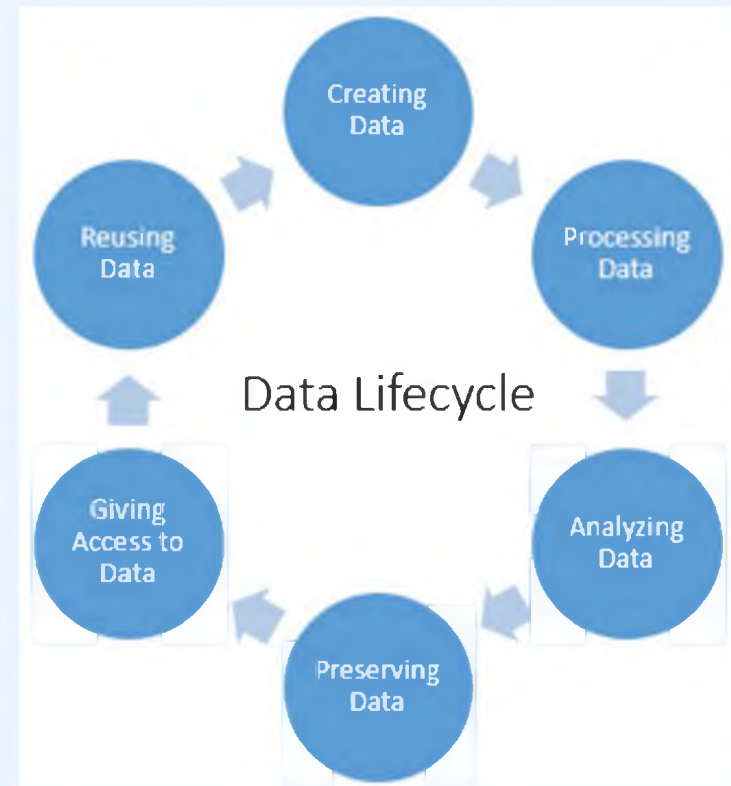 Creating
Data
Processing
Data
Analyzing
Data
Preserving
Data
Giving
Access to
Data
Reusing
Data
Data Lifecycle